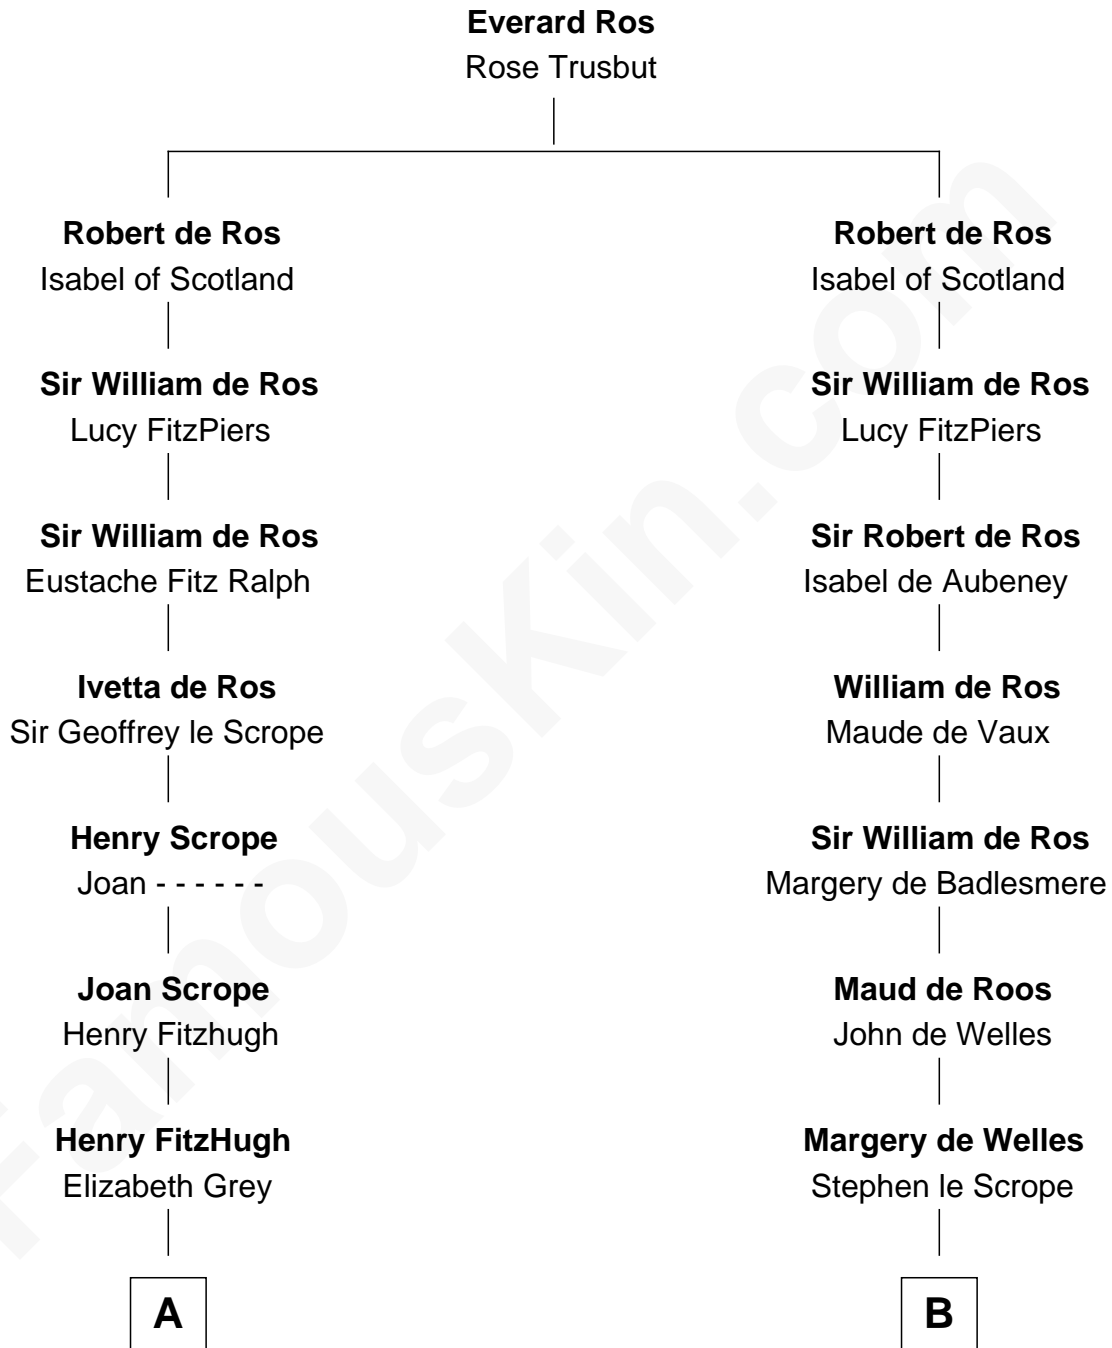 Everard Ros
Rose Trusbut
Robert de Ros
Isabel of Scotland
Sir William de Ros
Lucy FitzPiers
Sir William de Ros
Eustache Fitz Ralph
Ivetta de Ros
Sir Geoffrey le Scrope
Henry Scrope
Joan - - - - - -
Joan Scrope
Henry Fitzhugh
Henry FitzHugh
Elizabeth Grey
A
Robert de Ros
Isabel of Scotland
Sir William de Ros
Lucy FitzPiers
Sir Robert de Ros
Isabel de Aubeney
William de Ros
Maude de Vaux
Sir William de Ros
Margery de Badlesmere
Maud de Roos
John de Welles
Margery de Welles
Stephen le Scrope
B
FamousKin.com